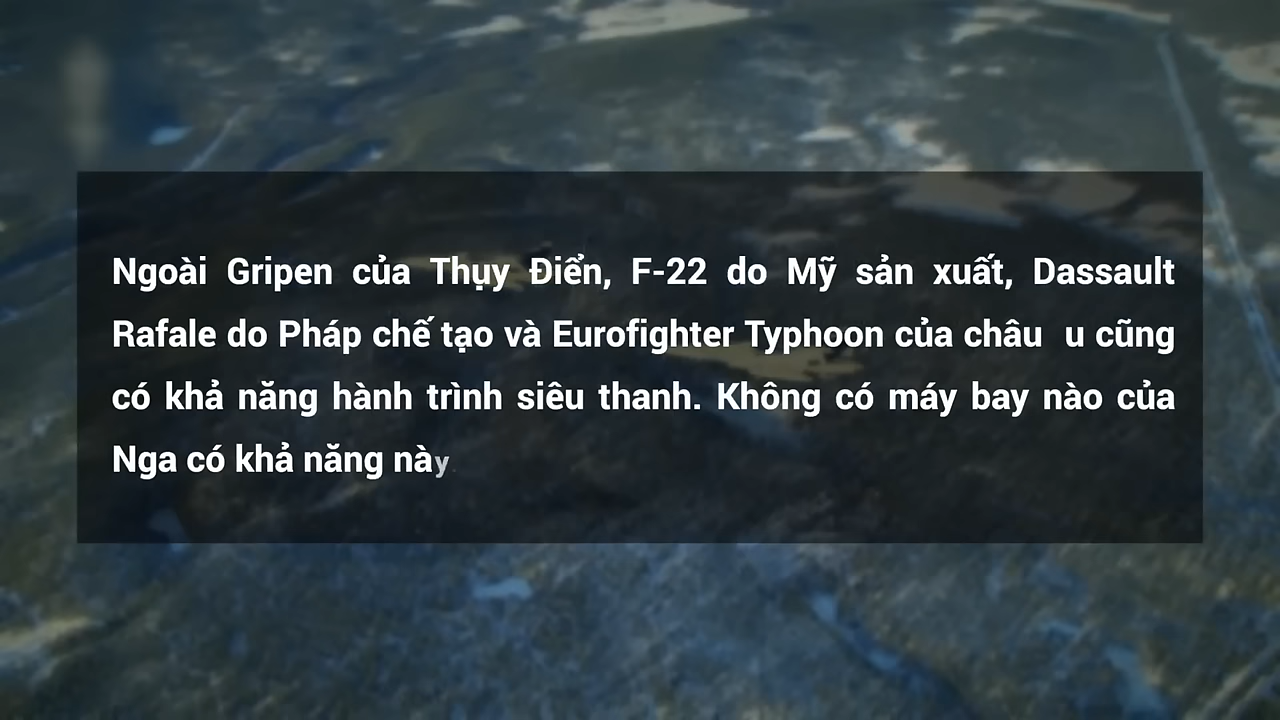 Ngoài Gripen của Thụy Điển, F-22 do Mỹ sản xuất, Dassault
Rafale do Pháp chế tạo và Eurofighter Typhoon của châu u cũng
có khả năng hành trình siêu thanh. Không có máy bay nào của
Nga có khả năng này.